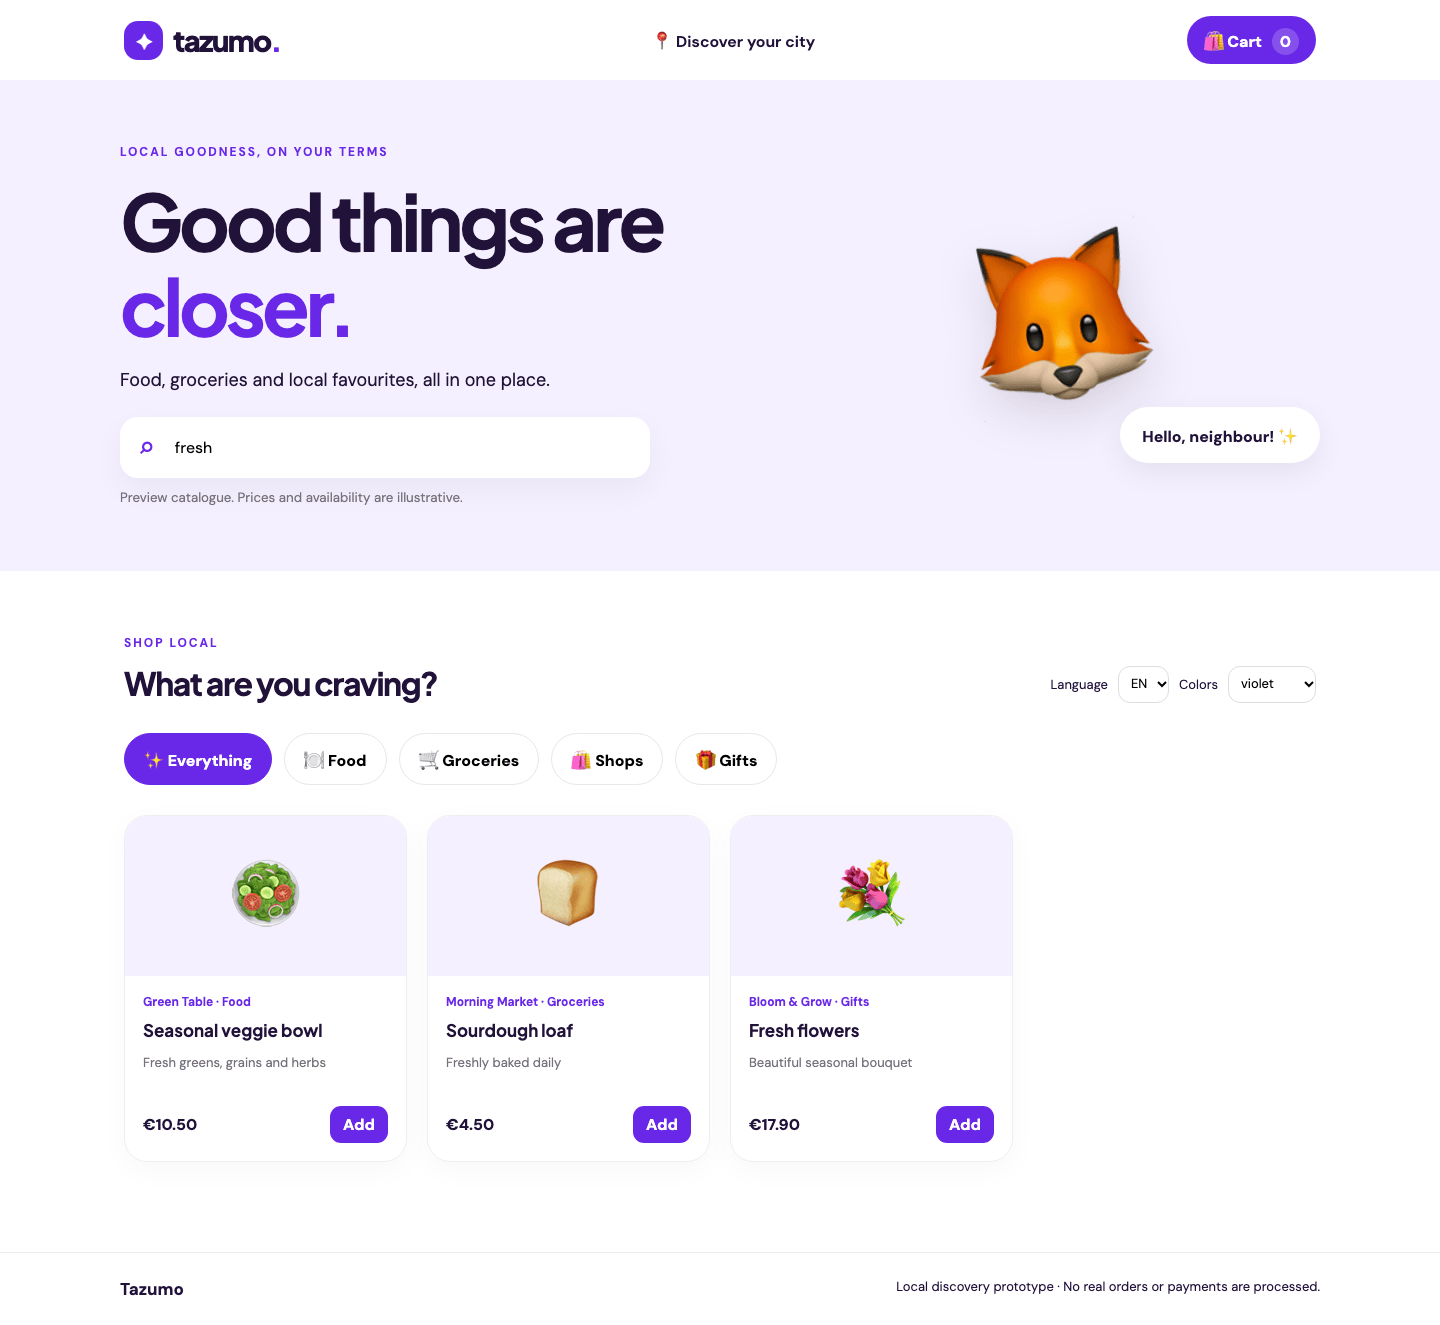 tazumo.
Discover your city
Cart 0
LOCAL GOODNESS, ON YOUR TERMS
Good things are
closer.
Food, groceries and local favourites, all in one place.
fresh
Preview catalogue. Prices and availability are illustrative.
Hello, neighbour!
SHOP LOCAL
What are you craving?
Language EN Colors violet
Everything Food Groceries Shops Gifts
Green Table · Food
Seasonal veggie bowl
Fresh greens, grains and herbs
€10.50 Add
Morning Market · Groceries
Sourdough loaf
Freshly baked daily
€4.50 Add
Bloom & Grow · Gifts
Fresh flowers
Beautiful seasonal bouquet
€17.90 Add
Tazumo
Local discovery prototype · No real orders or payments are processed.